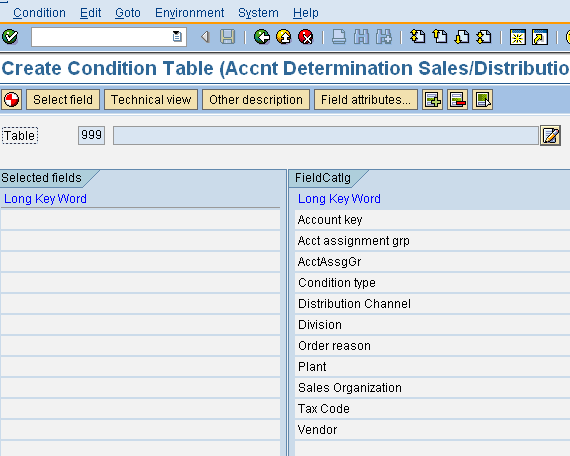 Condition Edit Goto Environment System Help
Create Condition Table (Accnt Determination Sales/Distributio
Select field Technical view Other description Field attributes...
Table 999
Selected fields FieldCatlg
Long Key Word Long Key Word
Account key
Acct assignment grp
AcctAssgGr
Condition type
Distribution Channel
Division
Order reason
Plant
Sales Organization
Tax Code
Vendor